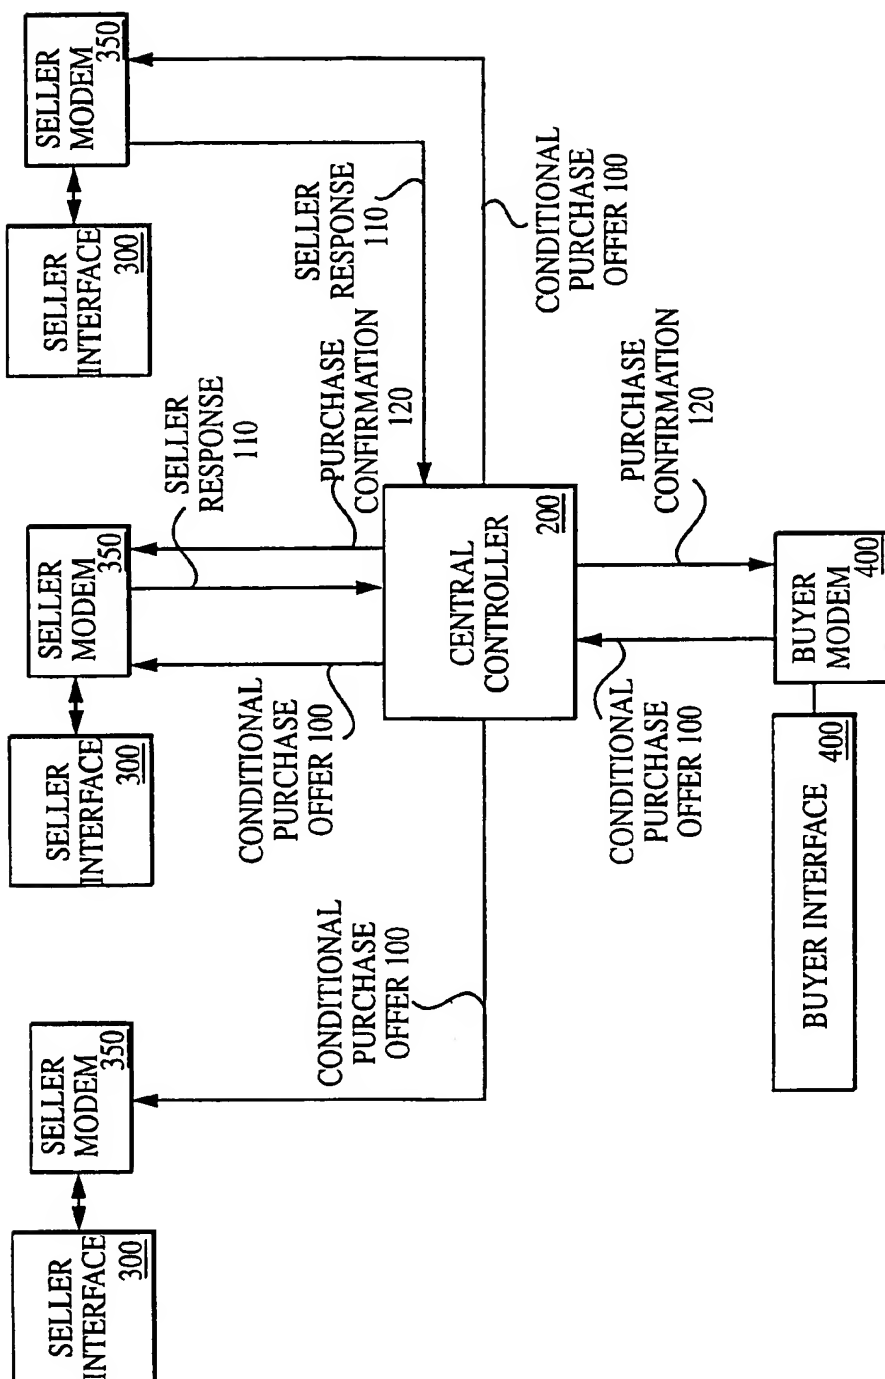 SELLER
INTERFACE
300
SELLER
MODEM
350
SELLER
INTERFACE
300
SELLER
MODEM
350
SELLER
INTERFACE
300
SELLER
MODEM
350
CONDITIONAL
PURCHASE
OFFER 100
CONDITIONAL
PURCHASE
OFFER 100
SELLER
RESPONSE
110
PURCHASE
CONFIRMATION
120
SELLER
RESPONSE
110
CENTRAL
CONTROLLER
200
CONDITIONAL
PURCHASE
OFFER 100
CONDITIONAL
PURCHASE
OFFER 100
PURCHASE
CONFIRMATION
120
BUYER INTERFACE
400
BUYER
MODEM
400